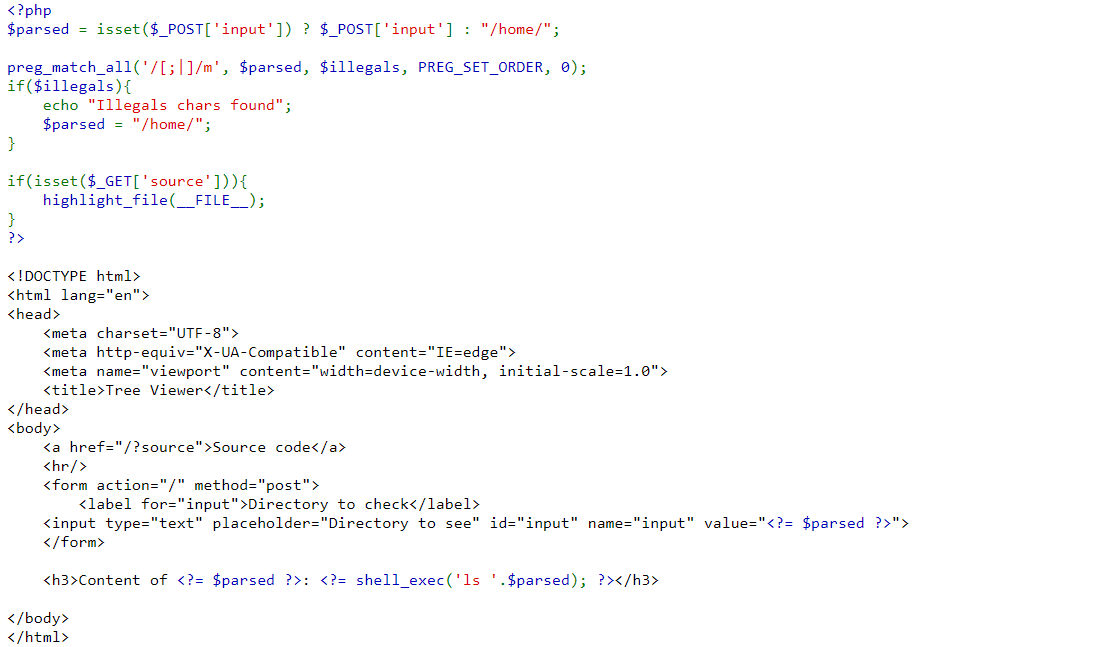 <?php
$parsed = isset($_POST['input']) ? $_POST['input'] : "/home/";
preg_match_all('/[;|]/m', $parsed, $illegals, PREG_SET_ORDER, 0);
if($illegals){
    echo "Illegals chars found";
    $parsed = "/home/";
}
if(isset($_GET['source'])){
    highlight_file(__FILE__);
}
?>
<!DOCTYPE html>
<html lang="en">
<head>
    <meta charset="UTF-8">
    <meta http-equiv="X-UA-Compatible" content="IE=edge">
    <meta name="viewport" content="width=device-width, initial-scale=1.0">
    <title>Tree Viewer</title>
</head>
<body>
    <a href="/?source">Source code</a>
    <hr/>
    <form action="/" method="post">
        <label for="input">Directory to check</label>
    <input type="text" placeholder="Directory to see" id="input" name="input" value="<?= $parsed ?>">
    </form>
    <h3>Content of <?= $parsed ?>: <?= shell_exec('ls '.$parsed); ?></h3>
</body>
</html>